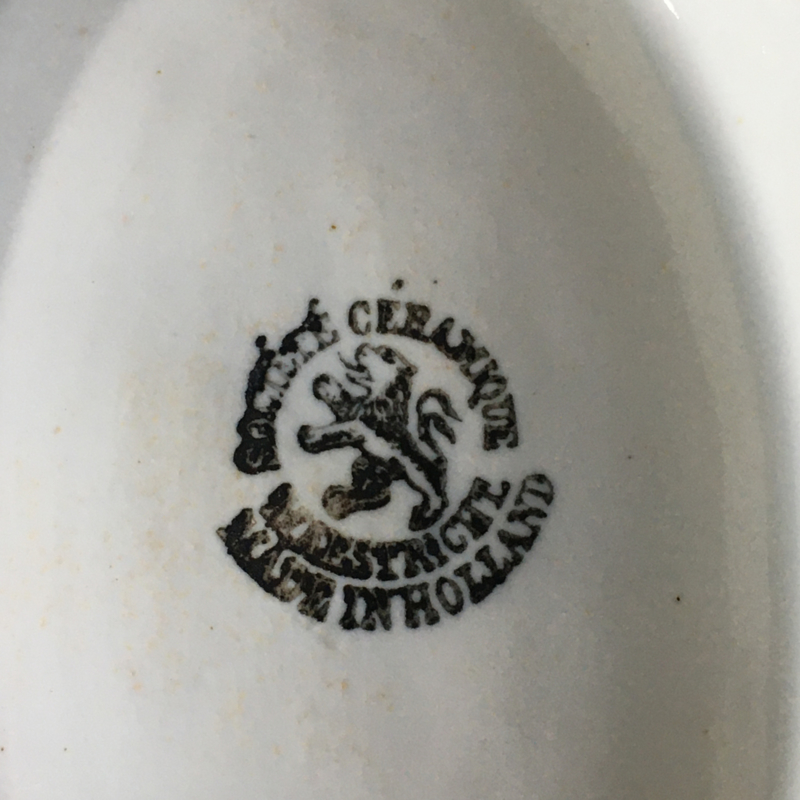 SOCIÉTÉ CÉRAMIQUE
MAESTRICHT
MADE IN HOLLAND